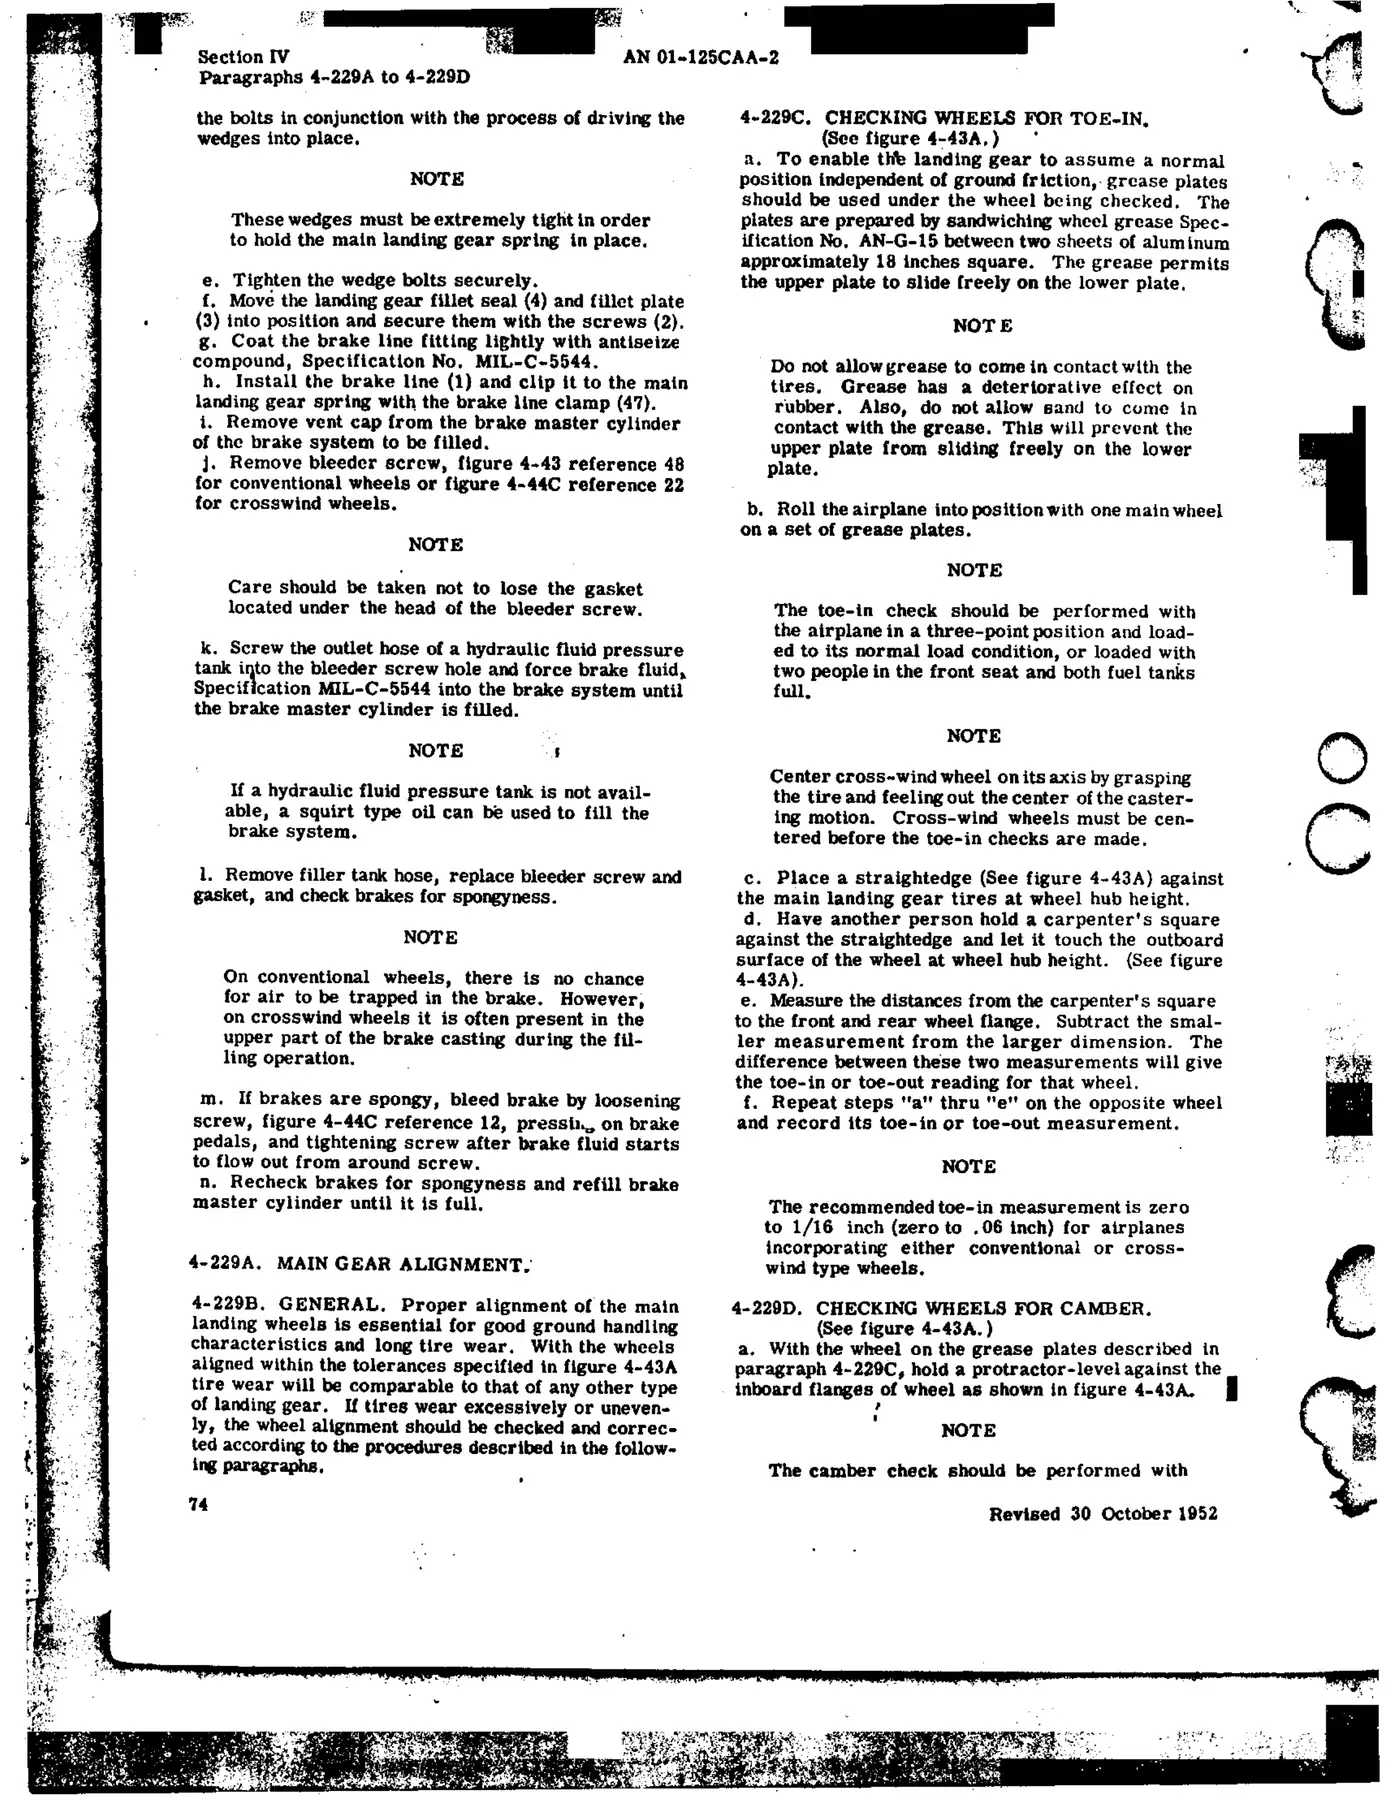 Section IV
Paragraphs 4-229A to 4-229D
AN 01-125CAA-2
the bolts in conjunction with the process of driving the
wedges into place.
NOTE
These wedges must be extremely tight in order
to hold the main landing gear spring in place.
e. Tighten the wedge bolts securely.
f. Move the landing gear fillet seal (4) and fillet plate
(3) into position and secure them with the screws (2).
g. Coat the brake line fitting lightly with antiseize
compound, Specification No. MIL-C-5544.
h. Install the brake line (1) and clip it to the main
landing gear spring with the brake line clamp (47).
i. Remove vent cap from the brake master cylinder
of the brake system to be filled.
j. Remove bleeder screw, figure 4-43 reference 48
for conventional wheels or figure 4-44C reference 22
for crosswind wheels.
NOTE
Care should be taken not to lose the gasket
located under the head of the bleeder screw.
k. Screw the outlet hose of a hydraulic fluid pressure
tank into the bleeder screw hole and force brake fluid,
Specification MIL-C-5544 into the brake system until
the brake master cylinder is filled.
NOTE
If a hydraulic fluid pressure tank is not avail-
able, a squirt type oil can be used to fill the
brake system.
l. Remove filler tank hose, replace bleeder screw and
gasket, and check brakes for spongyness.
NOTE
On conventional wheels, there is no chance
for air to be trapped in the brake. However,
on crosswind wheels it is often present in the
upper part of the brake casting during the fil-
ling operation.
m. If brakes are spongy, bleed brake by loosening
screw, figure 4-44C reference 12, pressing on brake
pedals, and tightening screw after brake fluid starts
to flow out from around screw.
n. Recheck brakes for spongyness and refill brake
master cylinder until it is full.
4-229A. MAIN GEAR ALIGNMENT.
4-229B. GENERAL. Proper alignment of the main
landing wheels is essential for good ground handling
characteristics and long tire wear. With the wheels
aligned within the tolerances specified in figure 4-43A
tire wear will be comparable to that of any other type
of landing gear. If tires wear excessively or uneven-
ly, the wheel alignment should be checked and correc-
ted according to the procedures described in the follow-
ing paragraphs.
74
4-229C. CHECKING WHEELS FOR TOE-IN.
(See figure 4-43A.)
a. To enable the landing gear to assume a normal
position independent of ground friction, grease plates
should be used under the wheel being checked. The
plates are prepared by sandwiching wheel grease Spec-
ification No. AN-G-15 between two sheets of aluminum
approximately 18 inches square. The grease permits
the upper plate to slide freely on the lower plate.
NOTE
Do not allow grease to come in contact with the
tires. Grease has a deteriorative effect on
rubber. Also, do not allow sand to come in
contact with the grease. This will prevent the
upper plate from sliding freely on the lower
plate.
b. Roll the airplane into position with one main wheel
on a set of grease plates.
NOTE
The toe-in check should be performed with
the airplane in a three-point position and load-
ed to its normal load condition, or loaded with
two people in the front seat and both fuel tanks
full.
NOTE
Center cross-wind wheel on its axis by grasping
the tire and feeling out the center of the caster-
ing motion. Cross-wind wheels must be cen-
tered before the toe-in checks are made.
c. Place a straightedge (See figure 4-43A) against
the main landing gear tires at wheel hub height.
d. Have another person hold a carpenter's square
against the straightedge and let it touch the outboard
surface of the wheel at wheel hub height. (See figure
4-43A).
e. Measure the distances from the carpenter's square
to the front and rear wheel flange. Subtract the smal-
ler measurement from the larger dimension. The
difference between these two measurements will give
the toe-in or toe-out reading for that wheel.
f. Repeat steps "a" thru "e" on the opposite wheel
and record its toe-in or toe-out measurement.
NOTE
The recommended toe-in measurement is zero
to 1/16 inch (zero to .06 inch) for airplanes
incorporating either conventional or cross-
wind type wheels.
4-229D. CHECKING WHEELS FOR CAMBER.
(See figure 4-43A.)
a. With the wheel on the grease plates described in
paragraph 4-229C, hold a protractor-level against the
inboard flanges of wheel as shown in figure 4-43A.
NOTE
The camber check should be performed with
Revised 30 October 1952